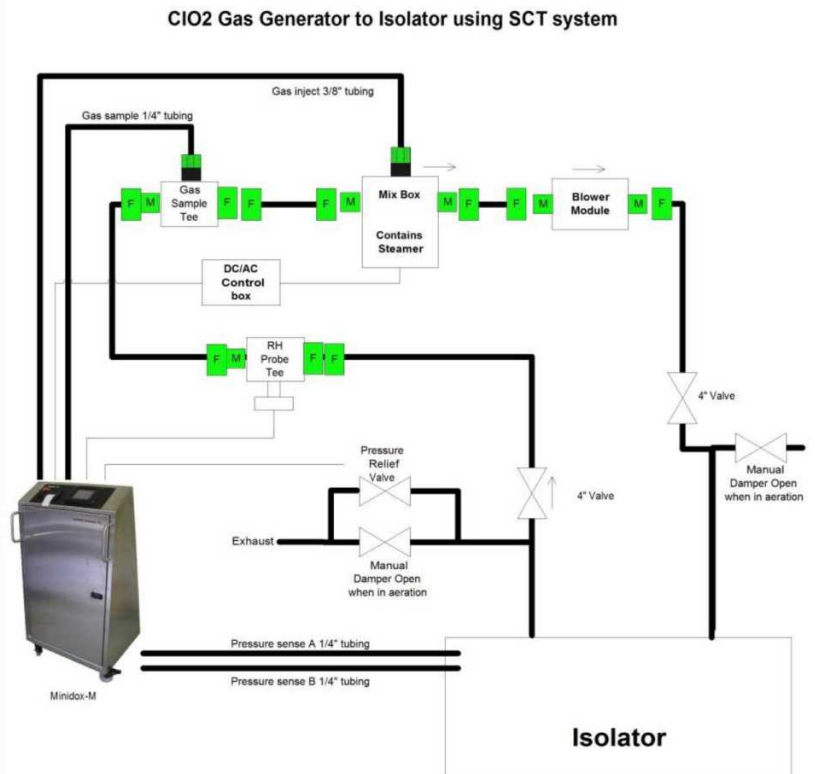 ClO2 Gas Generator to Isolator using SCT system
Gas inject 3/8" tubing
Gas sample 1/4" tubing
F
M
Gas
Sample
Tee
F
F
F
M
Mix Box
Contains
Steamer
M
F
F
M
Blower
Module
M
F
DC/AC
Control
box
F
M
RH
Probe
Tee
F
F
4" Valve
Pressure
Relief
Valve
Manual
Damper Open
when in aeration
4" Valve
Exhaust
Manual
Damper Open
when in aeration
Pressure sense A 1/4" tubing
Pressure sense B 1/4" tubing
Minidox-M
Isolator